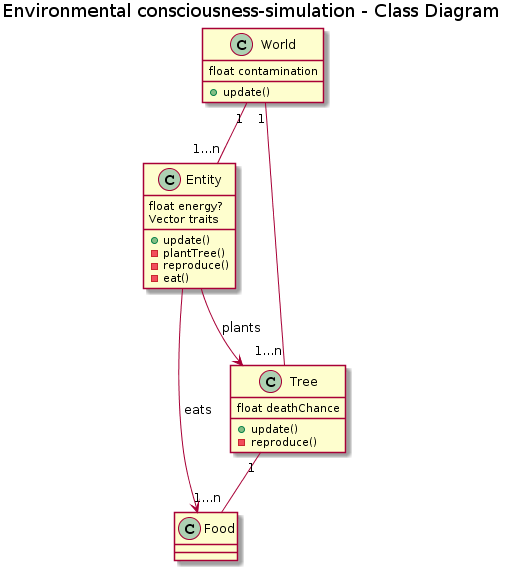 Environmental consciousness-simulation - Class Diagram
C World
float contamination
update()
1 1
1...n
C Entity
float energy?
Vector traits
update()
plantTree()
reproduce()
eat()
plants
1...n
C Tree
float deathChance
update()
reproduce()
eats
1
1...n
C Food